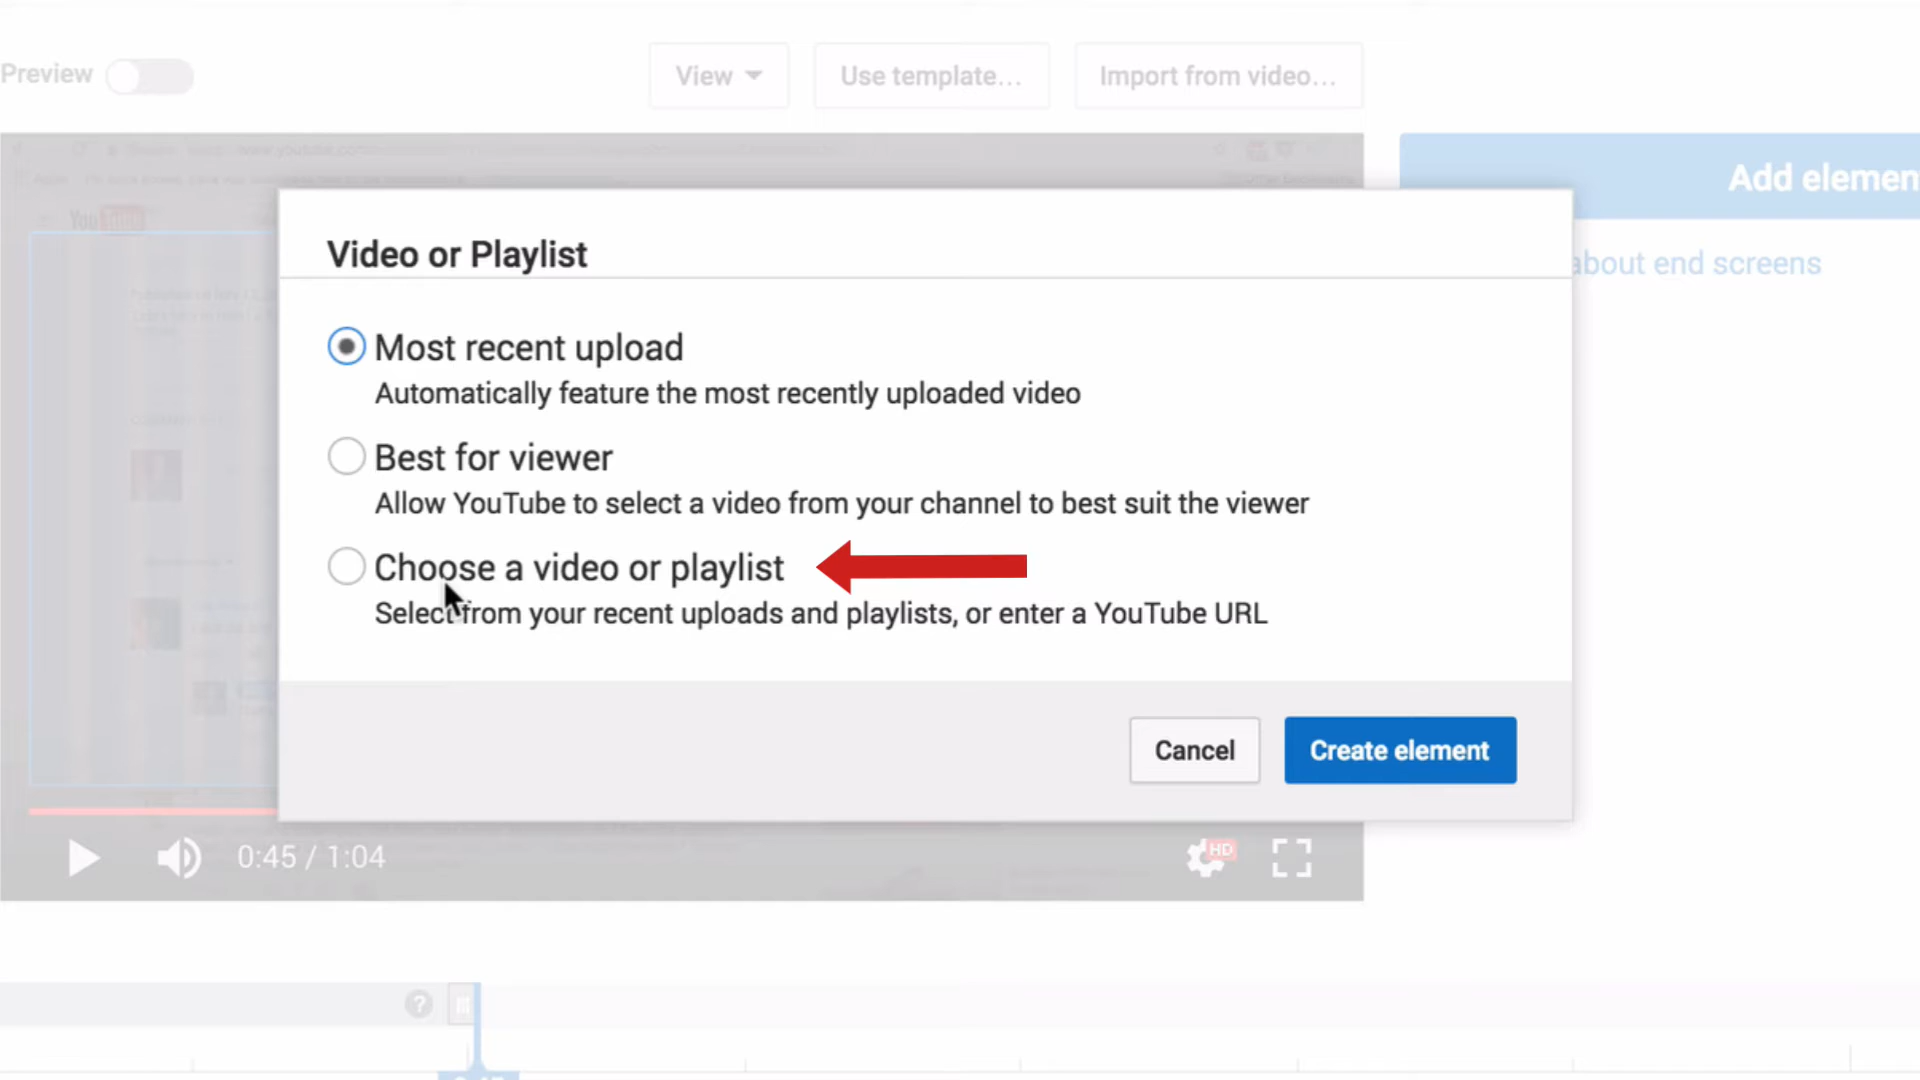 Preview
View
Use template...
Import from video...
YouTube
Add elemen
about end screens
Video or Playlist
Most recent upload
Automatically feature the most recently uploaded video
Best for viewer
Allow YouTube to select a video from your channel to best suit the viewer
Choose a video or playlist
Select from your recent uploads and playlists, or enter a YouTube URL
Cancel
Create element
0:45 / 1:04
HD
?